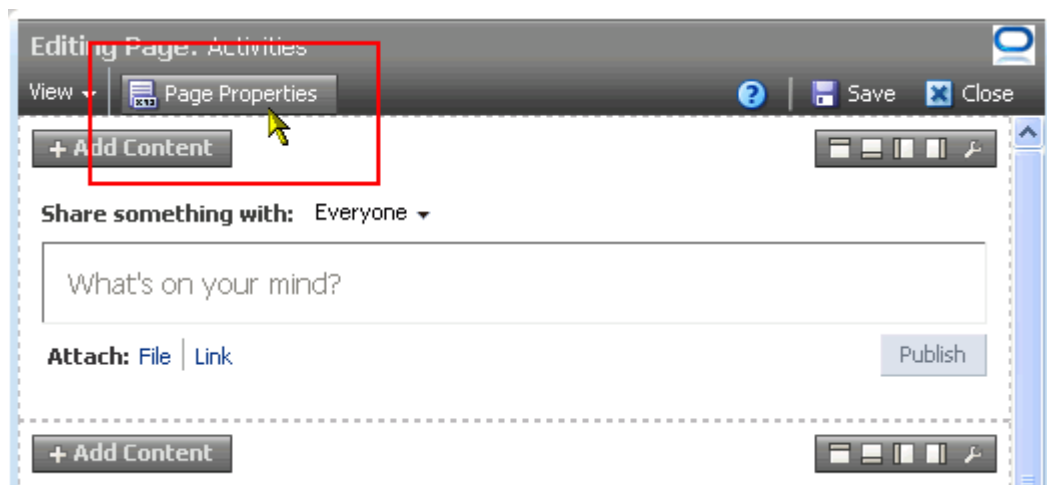 Editing Page: Activities
View Page Properties Save Close
+ Add Content
Share something with: Everyone
What's on your mind?
Attach: File Link Publish
+ Add Content